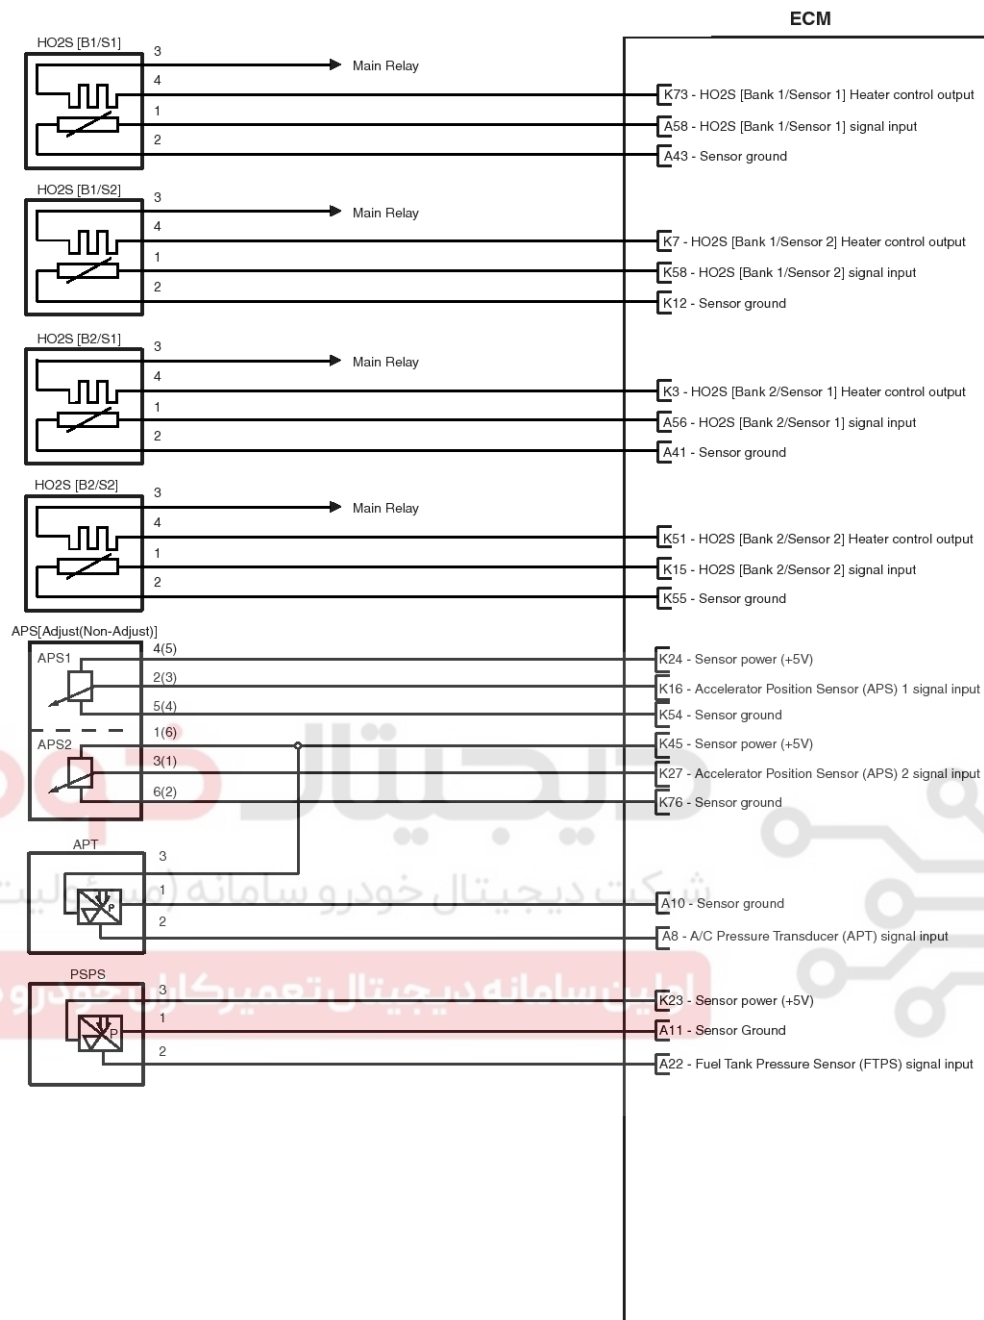 ECM
HO2S [B1/S1]
3
Main Relay
4
K73 - HO2S [Bank 1/Sensor 1] Heater control output
1
A58 - HO2S [Bank 1/Sensor 1] signal input
2
A43 - Sensor ground
HO2S [B1/S2]
3
Main Relay
4
K7 - HO2S [Bank 1/Sensor 2] Heater control output
1
K58 - HO2S [Bank 1/Sensor 2] signal input
2
K12 - Sensor ground
HO2S [B2/S1]
3
Main Relay
4
K3 - HO2S [Bank 2/Sensor 1] Heater control output
1
A56 - HO2S [Bank 2/Sensor 1] signal input
2
A41 - Sensor ground
HO2S [B2/S2]
3
Main Relay
4
K51 - HO2S [Bank 2/Sensor 2] Heater control output
1
K15 - HO2S [Bank 2/Sensor 2] signal input
2
K55 - Sensor ground
APS[Adjust(Non-Adjust)]
APS1
4(5)
K24 - Sensor power (+5V)
2(3)
K16 - Accelerator Position Sensor (APS) 1 signal input
5(4)
K54 - Sensor ground
APS2
1(6)
K45 - Sensor power (+5V)
3(1)
K27 - Accelerator Position Sensor (APS) 2 signal input
6(2)
K76 - Sensor ground
دیجیتال خودرو
APT
3
شرکت دیجیتال خودرو سامانه (مسئولیت
P
1
A10 - Sensor ground
2
A8 - A/C Pressure Transducer (APT) signal input
PSPS
اولین سامانه دیجیتال تعمیرکاران خودرو
3
K23 - Sensor power (+5V)
P
1
A11 - Sensor Ground
2
A22 - Fuel Tank Pressure Sensor (FTPS) signal input